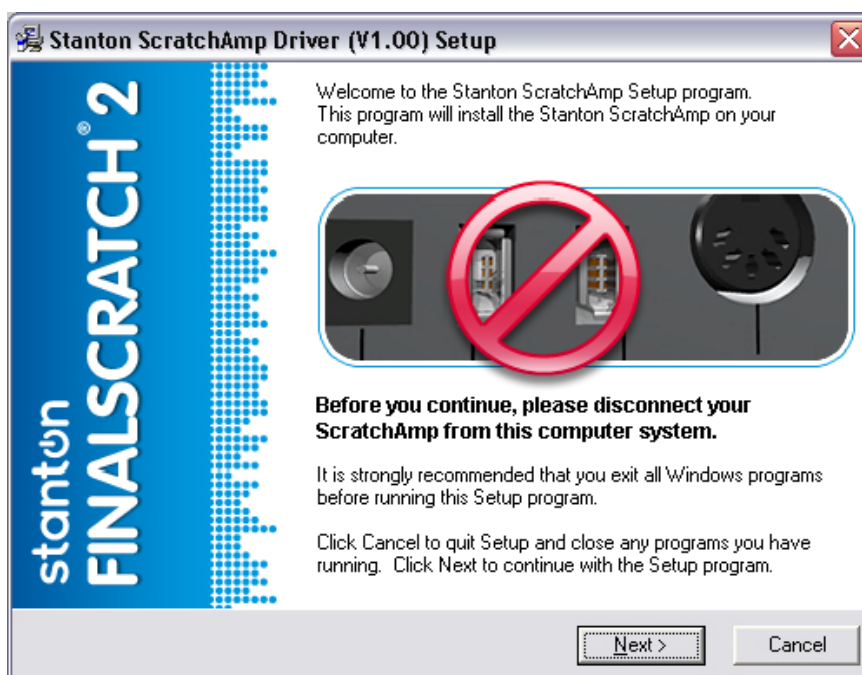 Stanton ScratchAmp Driver (V1.00) Setup
stanton
FINALSCRATCH® 2
Welcome to the Stanton ScratchAmp Setup program.
This program will install the Stanton ScratchAmp on your
computer.
Before you continue, please disconnect your
ScratchAmp from this computer system.
It is strongly recommended that you exit all Windows programs
before running this Setup program.
Click Cancel to quit Setup and close any programs you have
running.  Click Next to continue with the Setup program.
Next >
Cancel